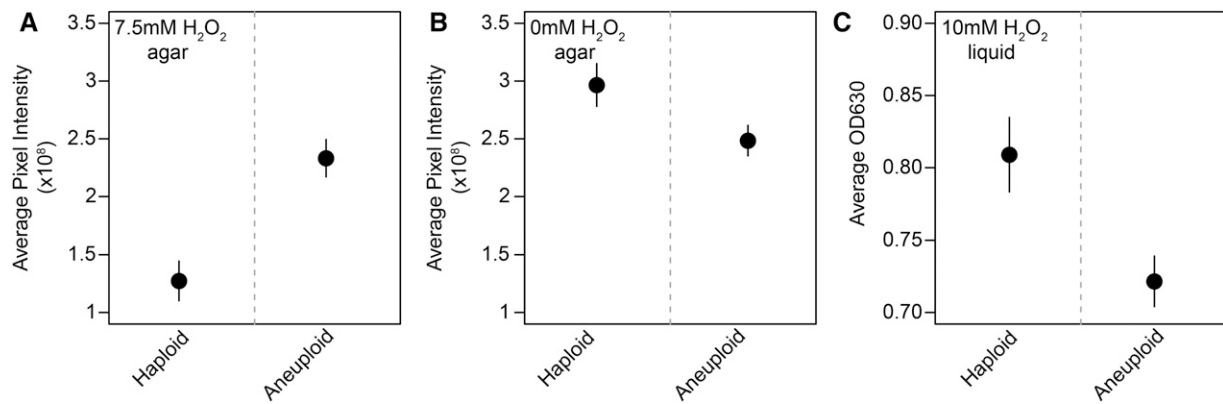 A
7.5mM H₂O₂
agar
Average Pixel Intensity
(x10⁸)
3.5
3
2.5
2
1.5
1
Haploid
Aneuploid
B
0mM H₂O₂
agar
Average Pixel Intensity
(x10⁸)
3.5
3
2.5
2
1.5
1
Haploid
Aneuploid
C
10mM H₂O₂
liquid
Average OD630
0.90
0.85
0.80
0.75
0.70
Haploid
Aneuploid